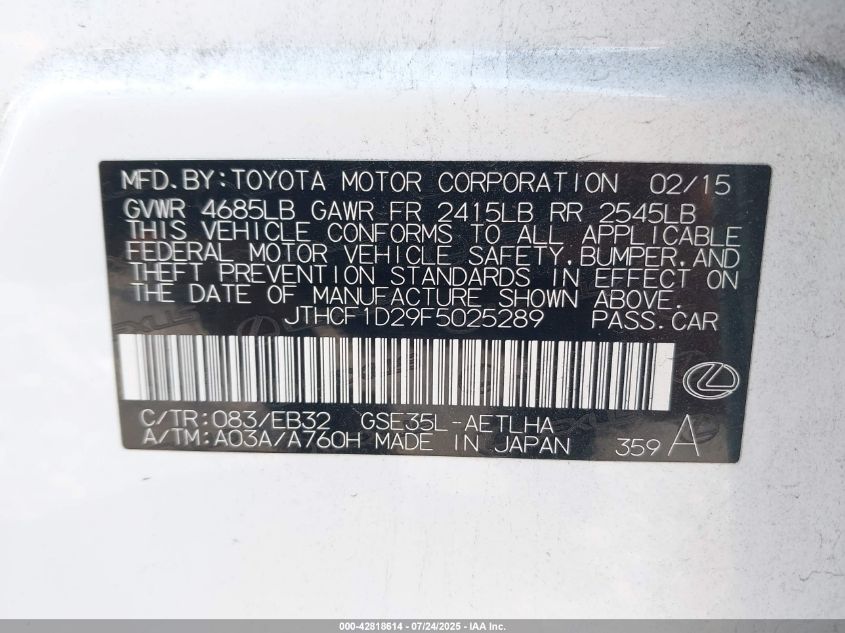 MFD.BY:TOYOTA MOTOR CORPORATION 02/15
GVWR 4685LB GAWR FR 2415LB RR 2545LB
THIS VEHICLE CONFORMS TO ALL APPLICABLE
FEDERAL MOTOR VEHICLE SAFETY,BUMPER,AND
THEFT PREVENTION STANDARDS IN EFFECT ON
THE DATE OF MANUFACTURE SHOWN ABOVE.
JTHCF1D29F5025289 PASS.CAR
C/TR:083/EB32 GSE35L-AETLHA
A/TM:A03A/A760H MADE IN JAPAN 359 A
000-42818614 - 07/24/2025 - IAA Inc.